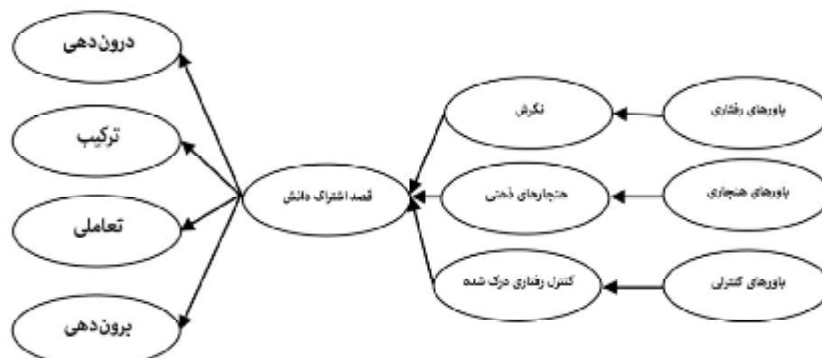 باورهای رفتاری
نگرش
درون‌دهی
باورهای هنجاری
هنجارهای ذهنی
قصد اشتراک دانش
ترکیب
تعاملی
باورهای کنترلی
کنترل رفتاری درک شده
برون‌دهی